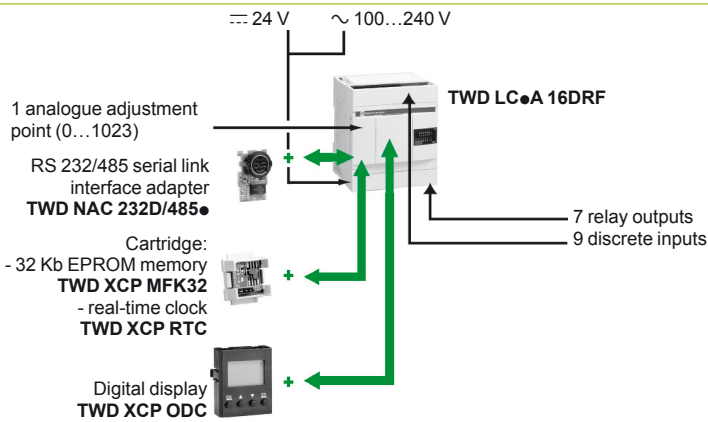 ⎓ 24 V
∼ 100…240 V
TWD LC●A 16DRF
1 analogue adjustment
point (0…1023)
RS 232/485 serial link
interface adapter
TWD NAC 232D/485●
7 relay outputs
9 discrete inputs
Cartridge:
- 32 Kb EPROM memory
TWD XCP MFK32
- real-time clock
TWD XCP RTC
Digital display
TWD XCP ODC